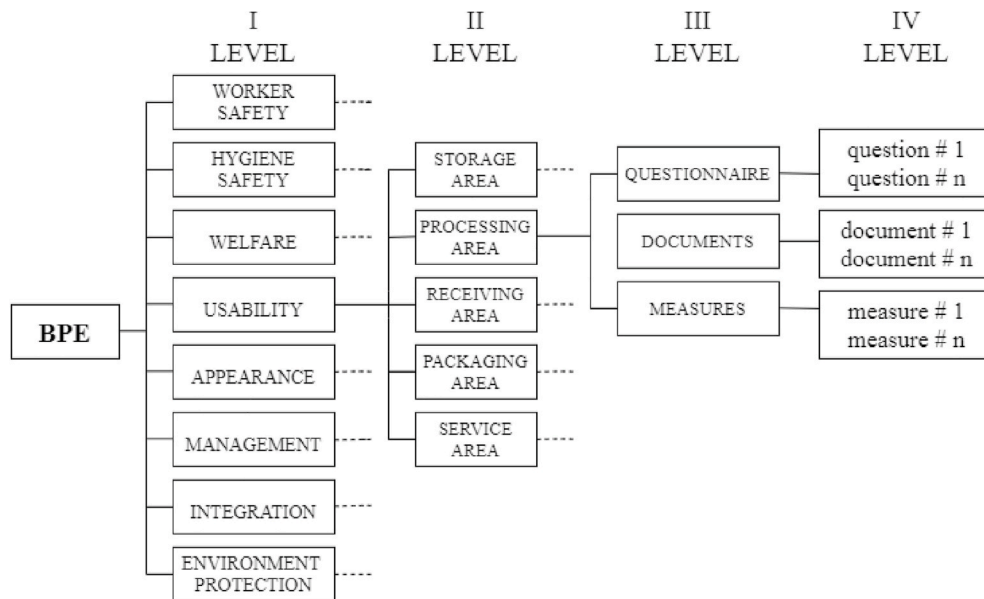 I
LEVEL
II
LEVEL
III
LEVEL
IV
LEVEL
BPE
WORKER
SAFETY
HYGIENE
SAFETY
WELFARE
USABILITY
APPEARANCE
MANAGEMENT
INTEGRATION
ENVIRONMENT
PROTECTION
STORAGE
AREA
PROCESSING
AREA
RECEIVING
AREA
PACKAGING
AREA
SERVICE
AREA
QUESTIONNAIRE
DOCUMENTS
MEASURES
question # 1
question # n
document # 1
document # n
measure # 1
measure # n